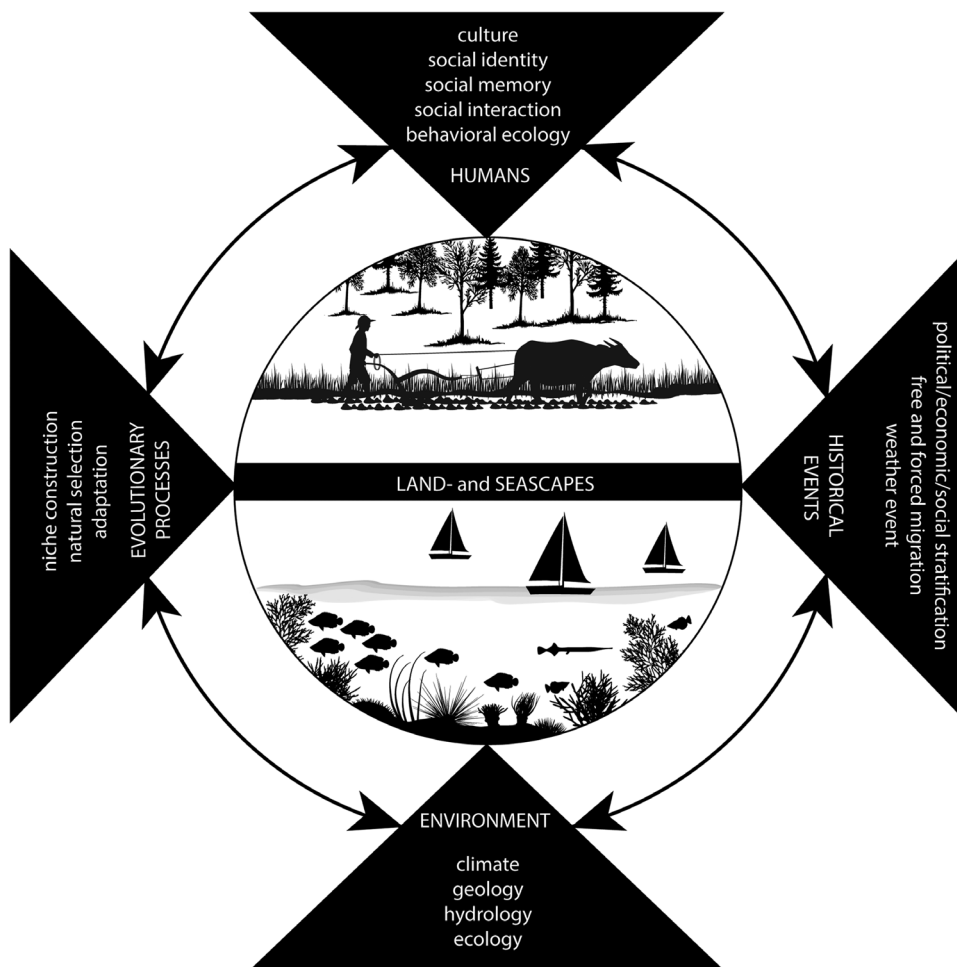 culture
social identity
social memory
social interaction
behavioral ecology
HUMANS
niche construction
natural selection
adaptation
EVOLUTIONARY
PROCESSES
LAND- and SEASCAPES
political/economic/social stratification
free and forced migration
weather event
HISTORICAL
EVENTS
ENVIRONMENT
climate
geology
hydrology
ecology